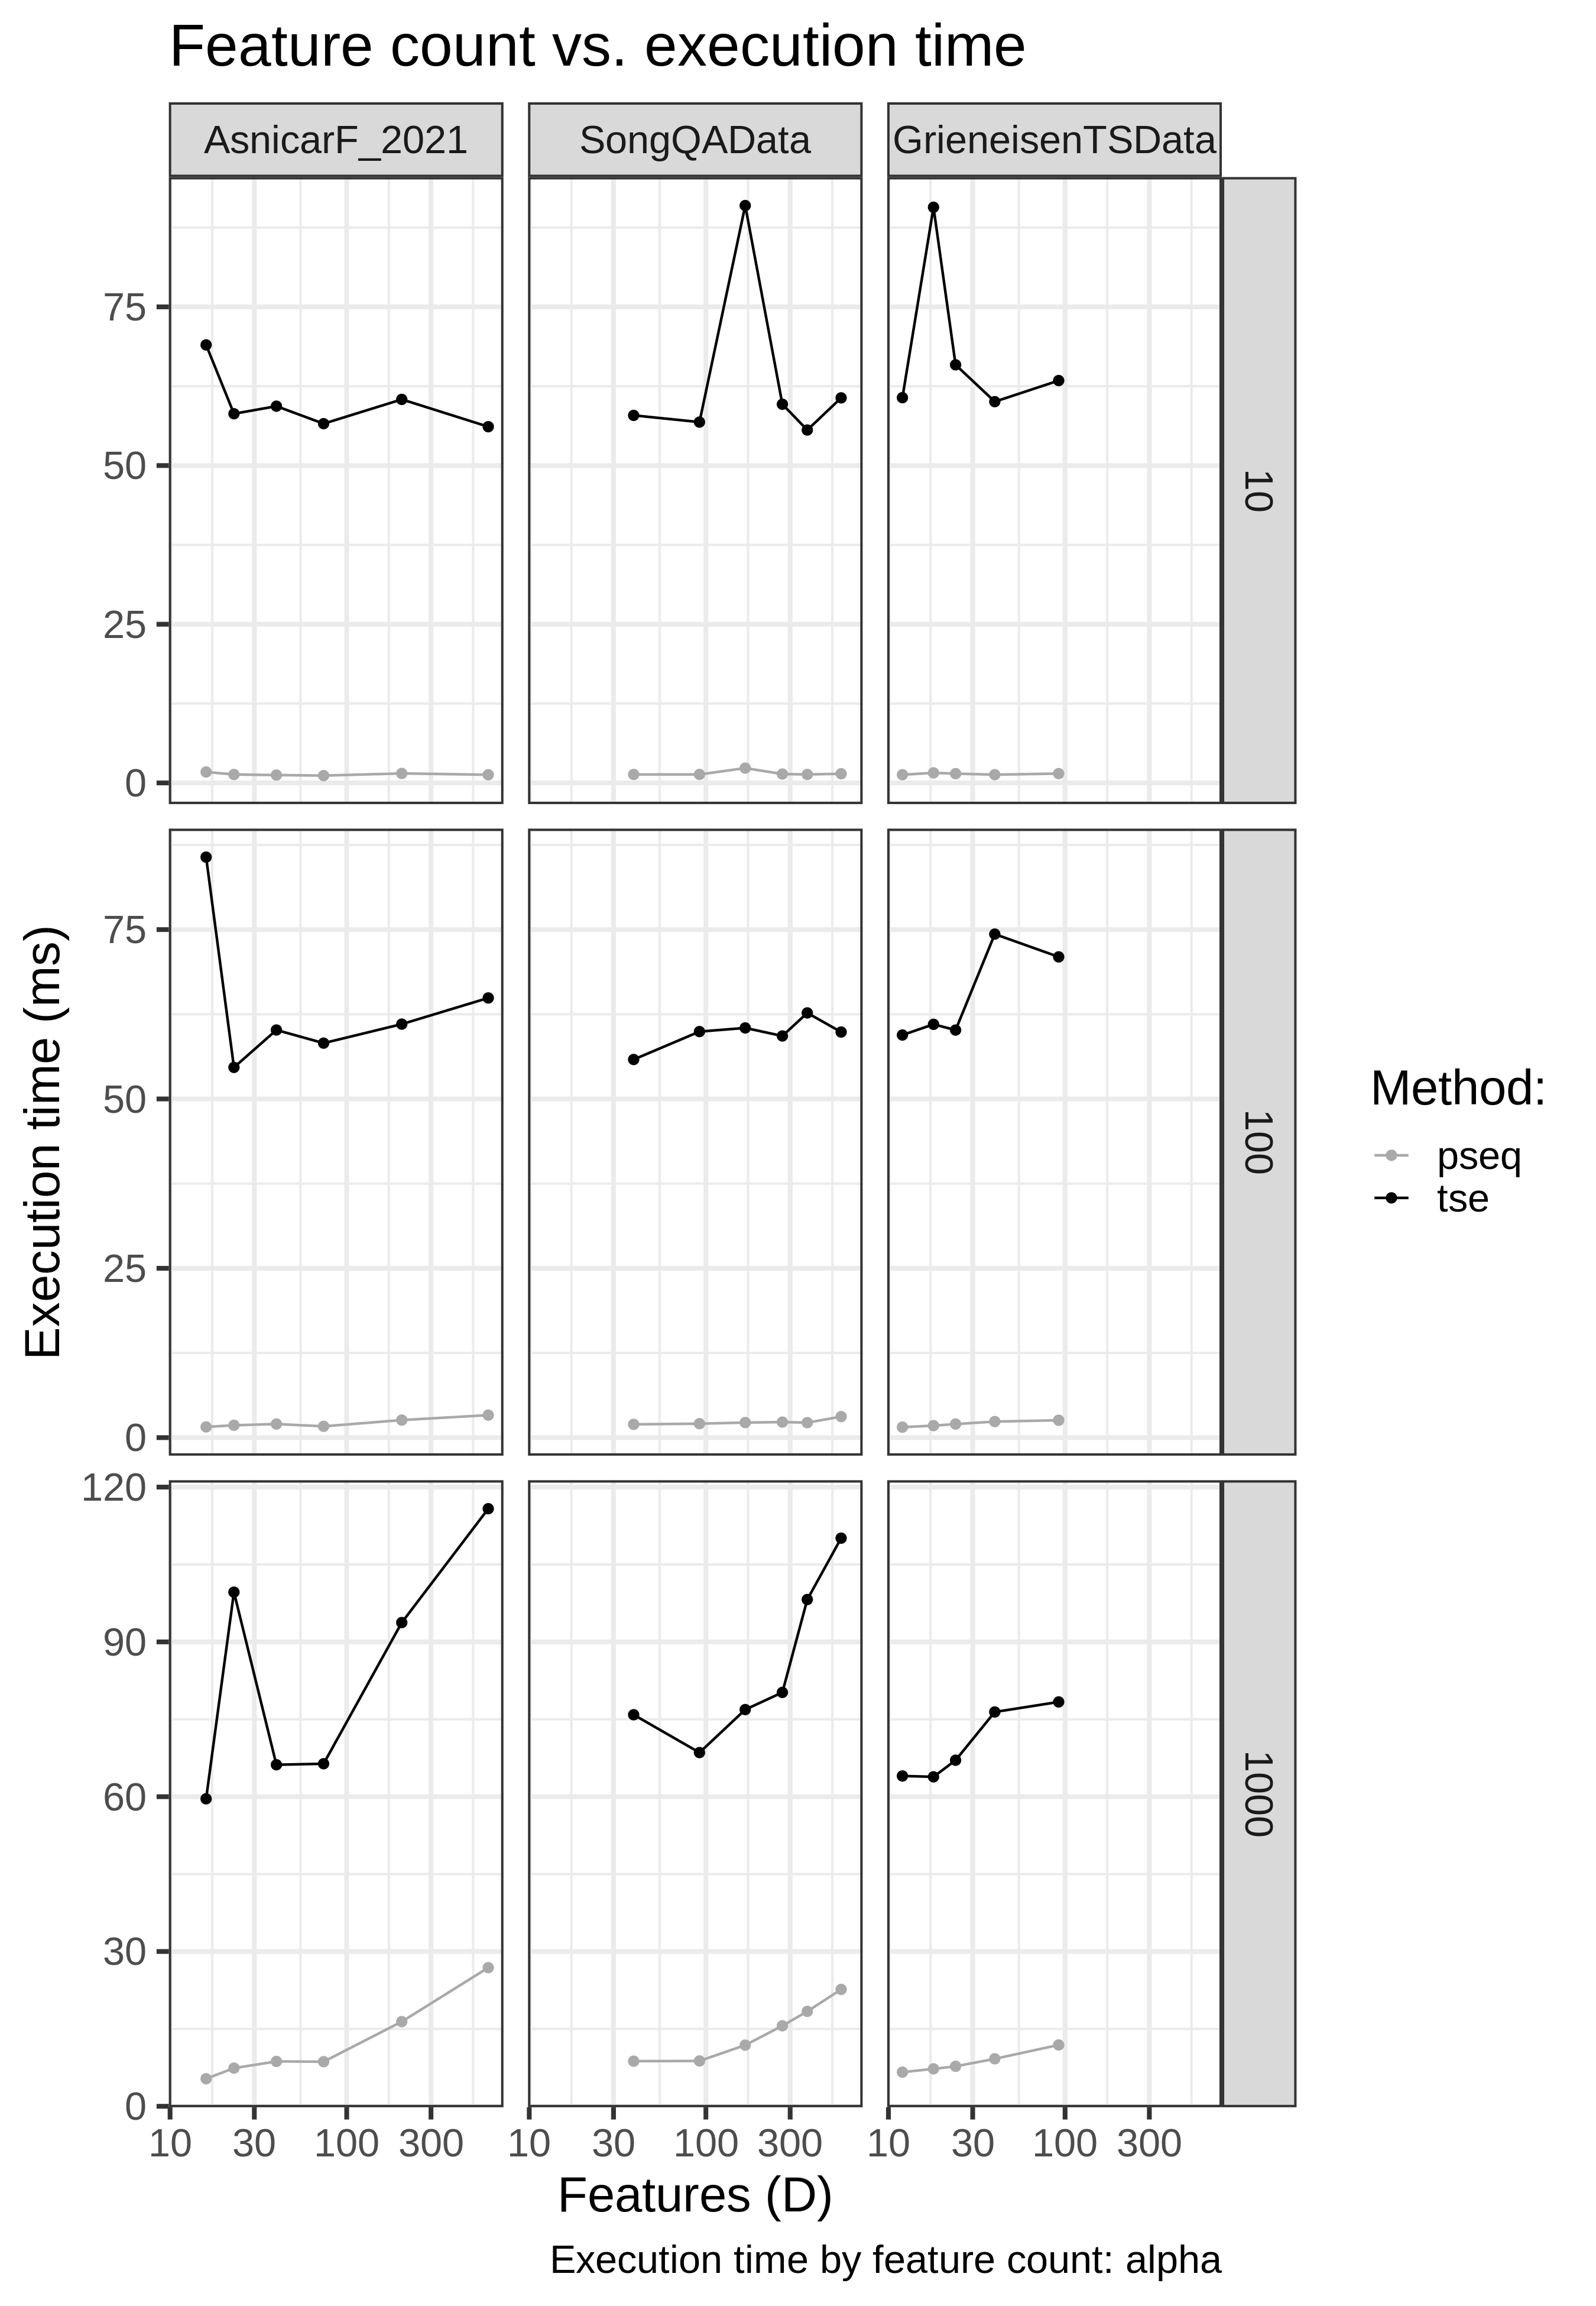 Feature count vs. execution time
AsnicarF_2021 SongQAData GrieneisenTSData
75
50
25
0
10
75
50
25
0
100
120
90
60
30
0
1000
Execution time (ms)
10 30 100 300 10 30 100 300 10 30 100 300
Features (D)
Execution time by feature count: alpha
Method:
pseq
tse